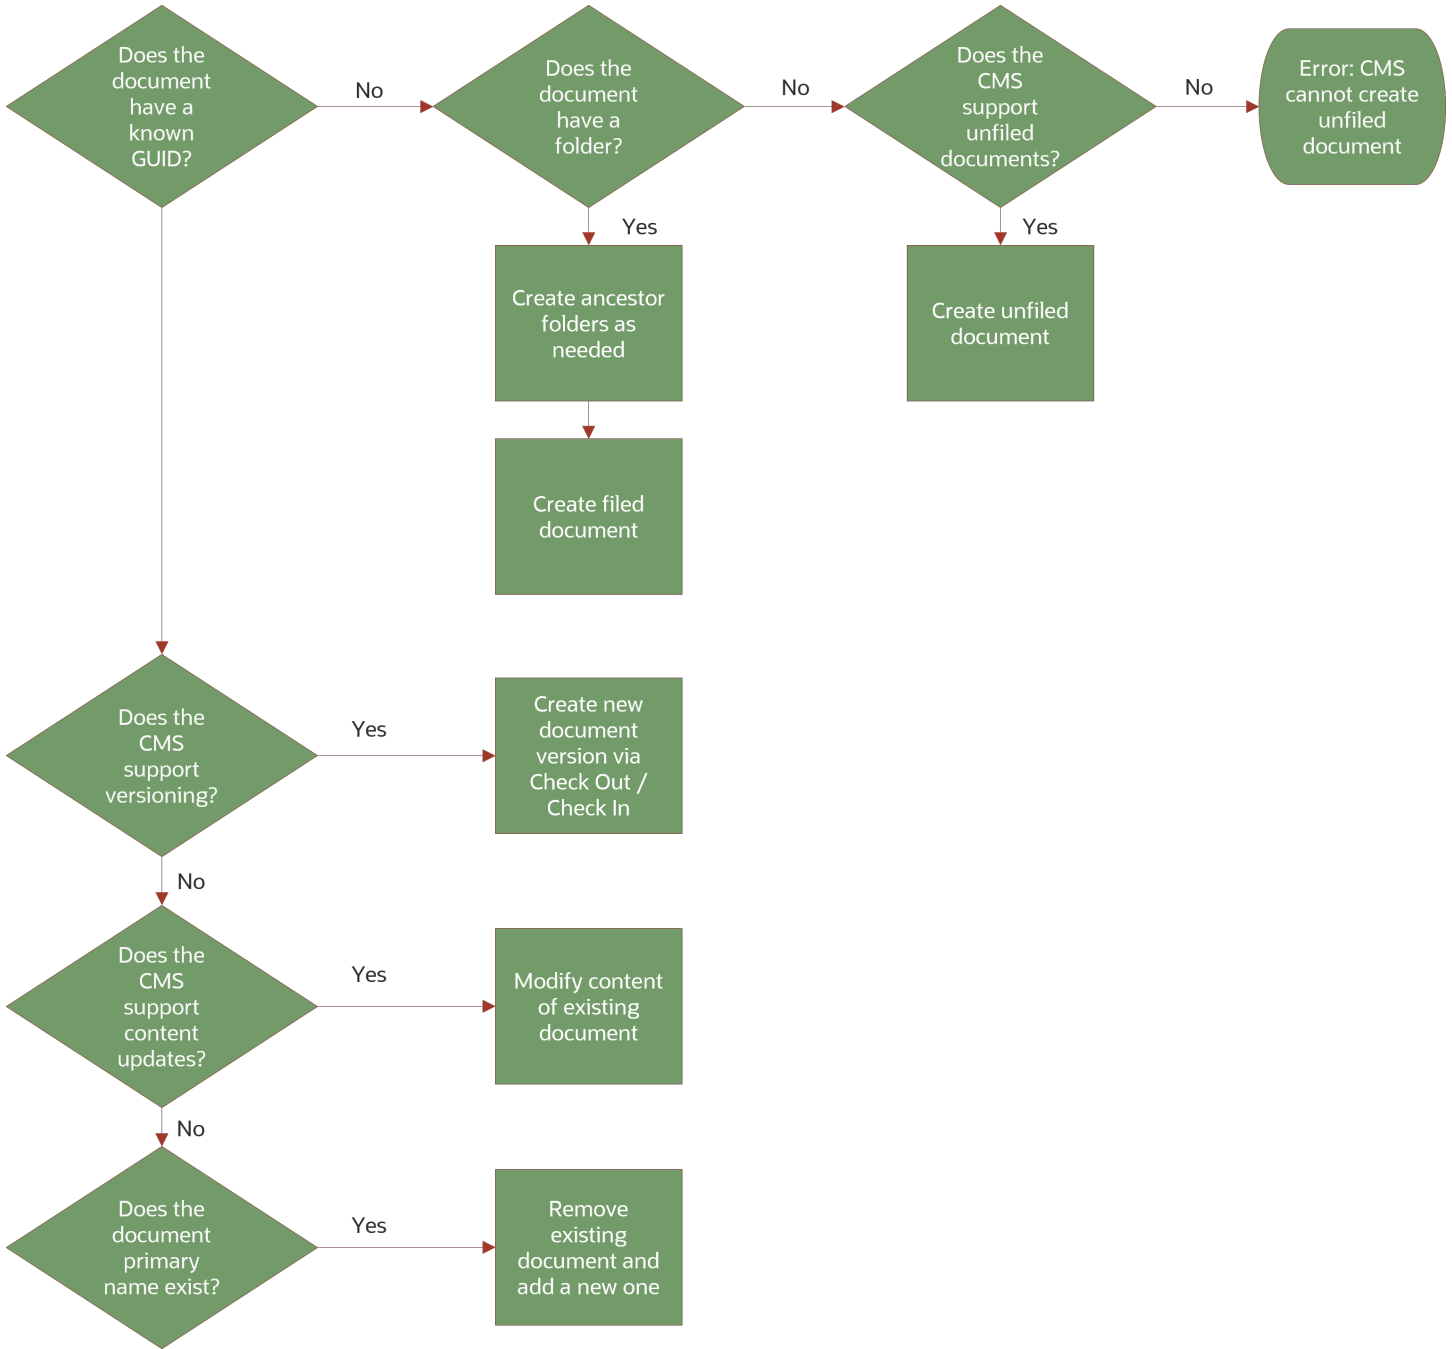 Does the
document
have a
known
GUID?
No
Does the
document
have a
folder?
No
Does the
CMS
support
unfiled
documents?
No
Error: CMS
cannot create
unfiled
document
Yes
Create ancestor
folders as
needed
Yes
Create unfiled
document
Create filed
document
Does the
CMS
support
versioning?
Yes
Create new
document
version via
Check Out /
Check In
No
Does the
CMS
support
content
updates?
Yes
Modify content
of existing
document
No
Does the
document
primary
name exist?
Yes
Remove
existing
document and
add a new one